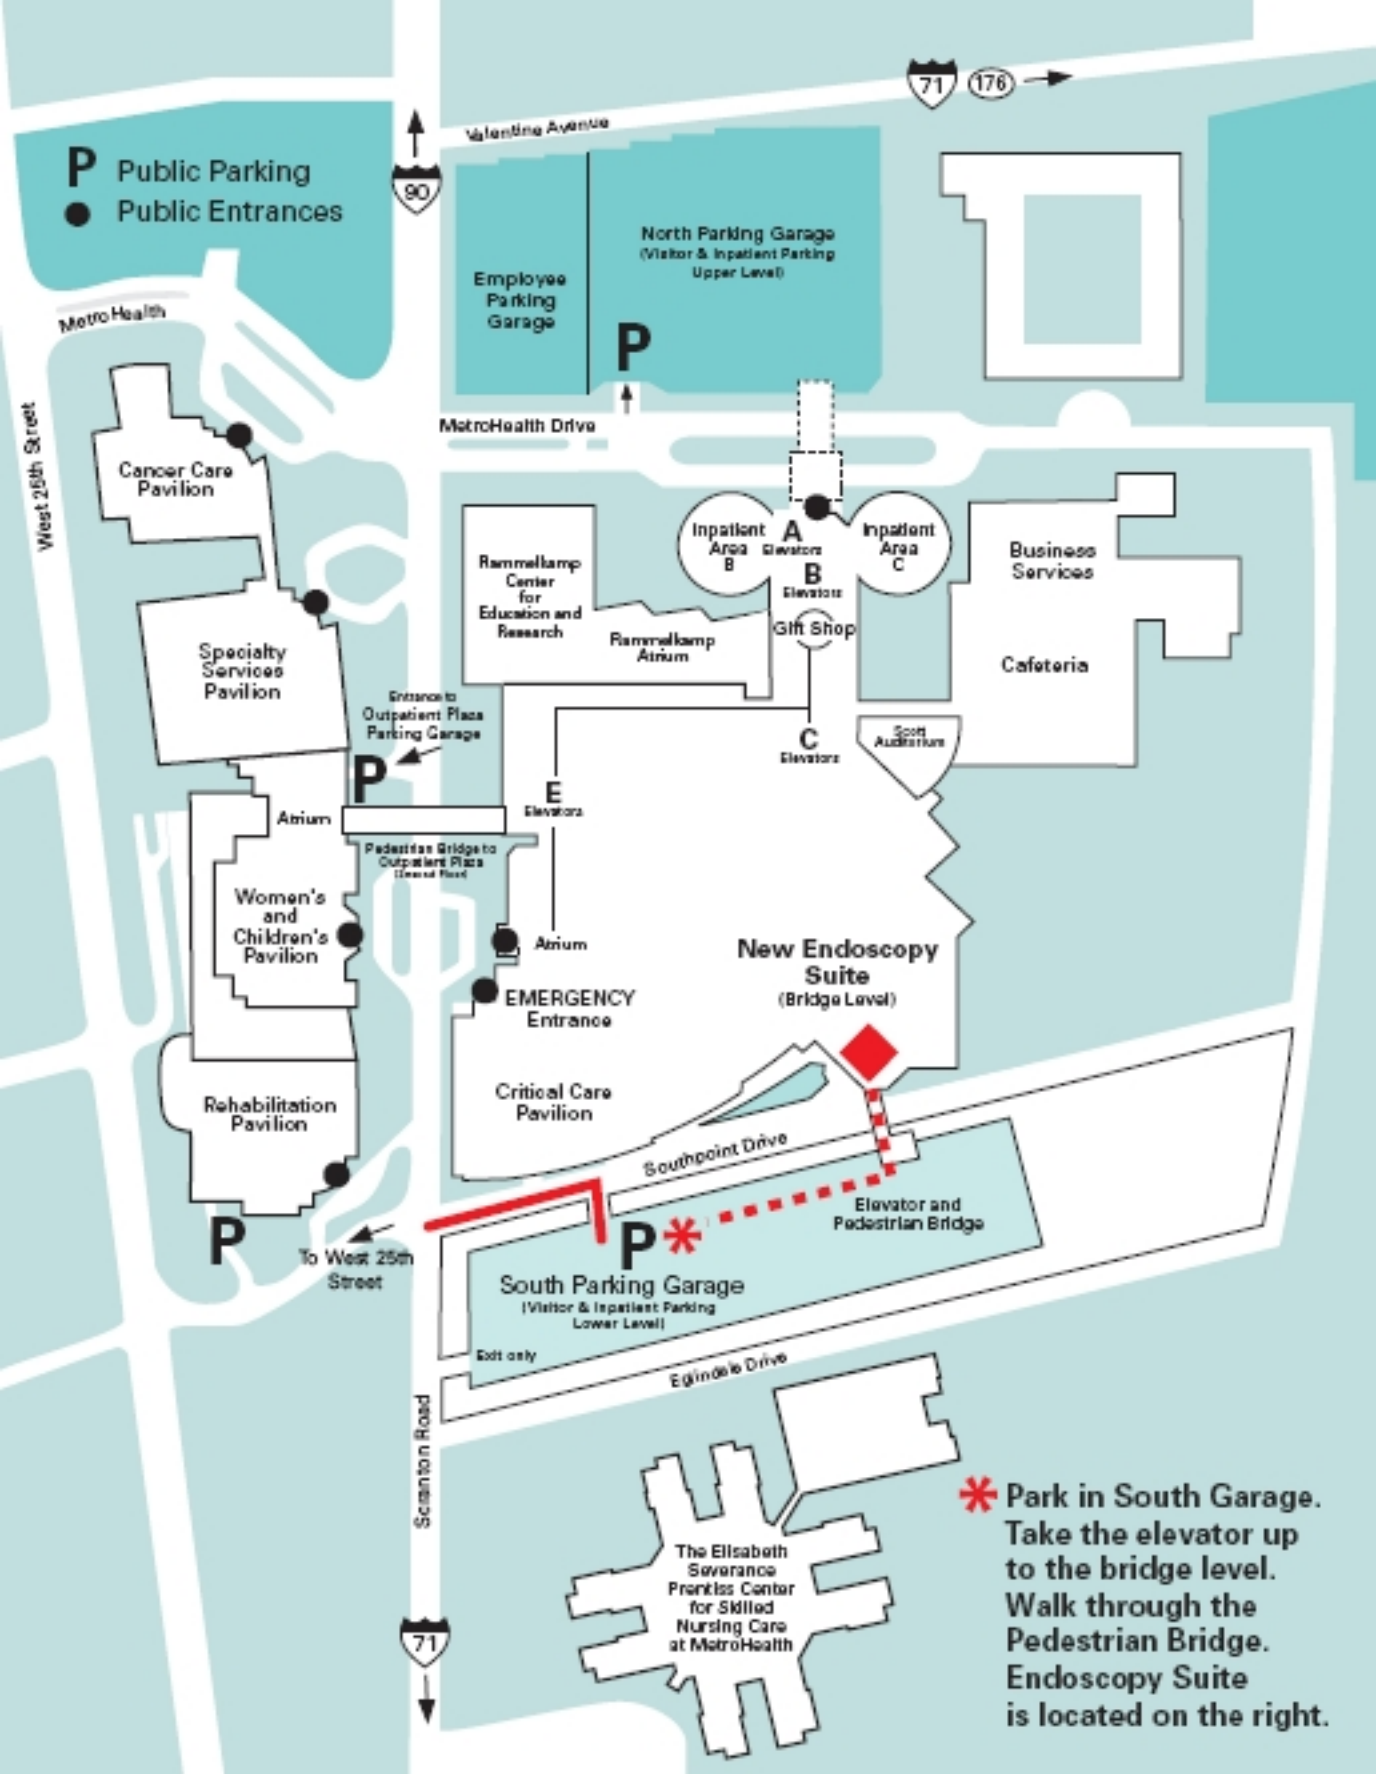 71
176
Valentine Avenue
P Public Parking
Public Entrances
90
North Parking Garage
(Visitor & Inpatient Parking
Upper Level)
Employee
Parking
Garage
P
MetroHealth
MetroHealth Drive
West 25th Street
Cancer Care
Pavilion
Inpatient
Area
B
A
Elevators
Inpatient
Area
C
B
Elevators
Gift Shop
Rammelkamp
Center
for
Education and
Research
Rammelkamp
Atrium
Business
Services
Cafeteria
Specialty
Services
Pavilion
Entrance to
Outpatient Plaza
Parking Garage
P
C
Elevators
Scott
Auditorium
E
Elevators
Atrium
Pedestrian Bridge to
Outpatient Plaza
(Second Floor)
Women's
and
Children's
Pavilion
Atrium
New Endoscopy
Suite
(Bridge Level)
EMERGENCY
Entrance
Critical Care
Pavilion
Rehabilitation
Pavilion
Southpoint Drive
P
To West 25th
Street
P *
Elevator and
Pedestrian Bridge
South Parking Garage
(Visitor & Inpatient Parking
Lower Level)
Exit only
Eglindale Drive
Scranton Road
The Elisabeth
Severance
Prentiss Center
for Skilled
Nursing Care
at MetroHealth
71
* Park in South Garage.
Take the elevator up
to the bridge level.
Walk through the
Pedestrian Bridge.
Endoscopy Suite
is located on the right.